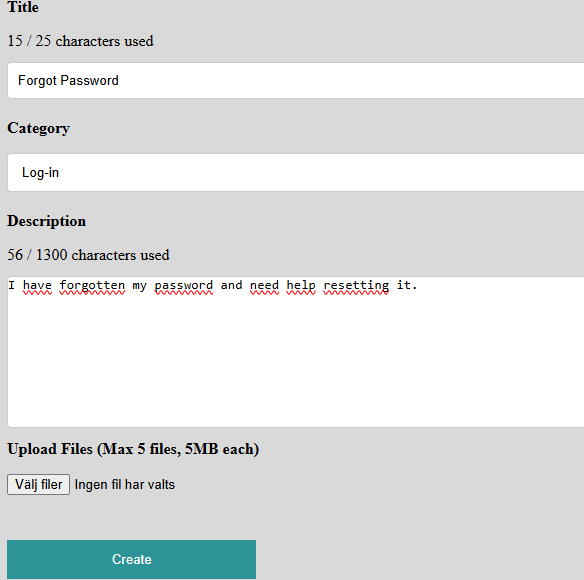 Title
15 / 25 characters used
Forgot Password
Category
Log-in
Description
56 / 1300 characters used
I have forgotten my password and need help resetting it.
Upload Files (Max 5 files, 5MB each)
Välj filer Ingen fil har valts
Create